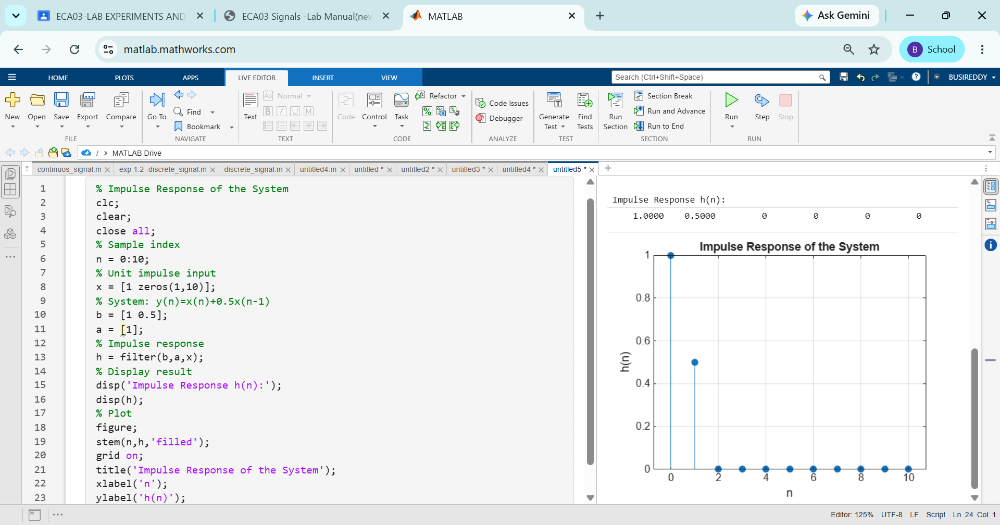 ECA03-LAB EXPERIMENTS AND
ECA03 Signals -Lab Manual(new
MATLAB
Ask Gemini
matlab.mathworks.com
B School
HOME PLOTS APPS LIVE EDITOR INSERT VIEW
Search (Ctrl+Shift+Space)
BUSIREDDY
New Open Save Export Compare
FILE
Go To Find Bookmark
NAVIGATE
Text Aa Normal
B I U M
TEXT
Code Control Task Refactor
CODE
Code Issues
Debugger
ANALYZE
Generate Test Find Tests
TEST
Run Section Section Break
Run and Advance
Run to End
SECTION
Run Step Stop
RUN
/ > MATLAB Drive
continuos_signal.m exp 1.2 -discrete_signal.m discrete_signal.m untitled4.m untitled * untitled2 * untitled3 * untitled4 * untitled5 *
1 % Impulse Response of the System
2 clc;
3 clear;
4 close all;
5 % Sample index
6 n = 0:10;
7 % Unit impulse input
8 x = [1 zeros(1,10)];
9 % System: y(n)=x(n)+0.5x(n-1)
10 b = [1 0.5];
11 a = [1];
12 % Impulse response
13 h = filter(b,a,x);
14 % Display result
15 disp('Impulse Response h(n):');
16 disp(h);
17 % Plot
18 figure;
19 stem(n,h,'filled');
20 grid on;
21 title('Impulse Response of the System');
22 xlabel('n');
23 ylabel('h(n)');
Impulse Response h(n):
1.0000 0.5000 0 0 0 0
Impulse Response of the System
1
0.8
0.6
0.4
0.2
0
h(n)
0 2 4 6 8 10
n
Editor: 125% UTF-8 LF Script Ln 24 Col 1